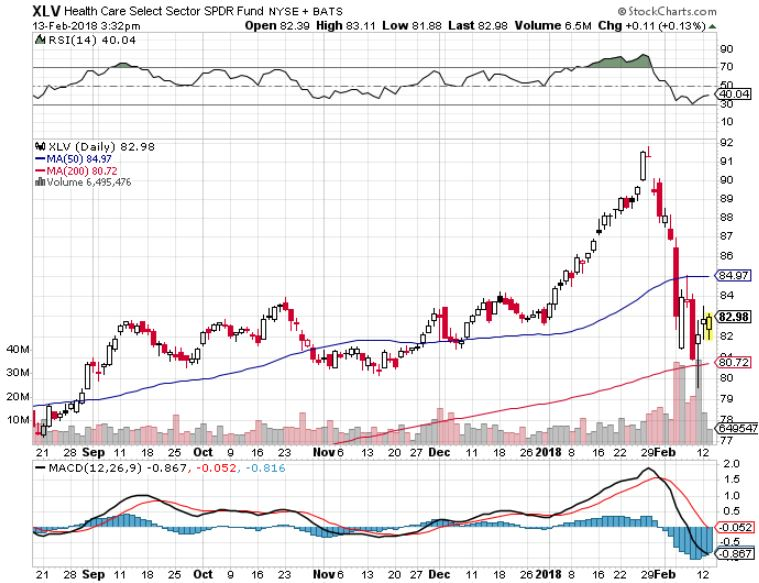 XLV Health Care Select Sector SPDR Fund NYSE + BATS © StockCharts.com
13-Feb-2018 3:32pm Open 82.39 High 83.11 Low 81.88 Last 82.98 Volume 6.5M Chg +0.11 (+0.13%)
RSI(14) 40.04
90
70
50
40.04
30
10
XLV (Daily) 82.98
MA(50) 84.97
MA(200) 80.72
Volume 6,495,476
92
91
90
89
88
87
86
84.97
84
82.98
82
81
80.72
80
79
78
77
40M
30M
20M
10M
649547
21 28 Sep 11 18 25 Oct 9 16 23 Nov 6 13 20 27 Dec 11 18 26 2018 8 16 22 29 Feb 12
MACD(12,26,9) -0.867, -0.052, -0.816
2.0
1.5
1.0
0.5
-0.052
-0.867
21 28 Sep 11 18 25 Oct 9 16 23 Nov 6 13 20 27 Dec 11 18 26 2018 8 16 22 29 Feb 12